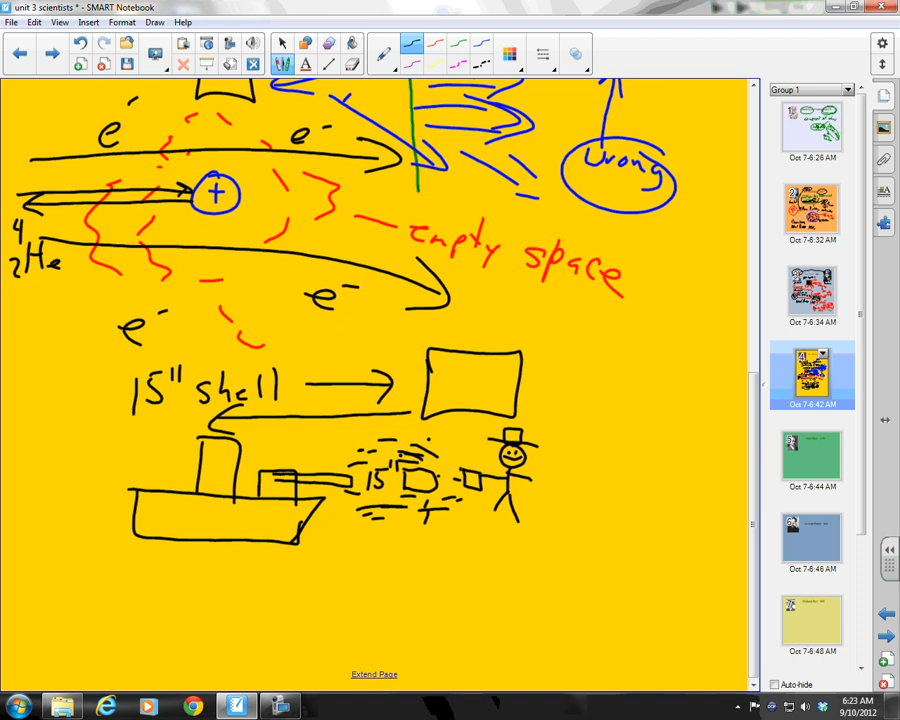 unit 3 scientists * - SMART Notebook
File Edit View Insert Format Draw Help
Group 1
Oct 7-6:26 AM
Oct 7-6:32 AM
Oct 7-6:34 AM
Oct 7-6:42 AM
Oct 7-6:44 AM
Oct 7-6:46 AM
Oct 7-6:48 AM
e-
e-
Wrong
+
4
2He
empty space
e-
e-
15" shell
15"
Extend Page
Auto-hide
6:23 AM
9/10/2012